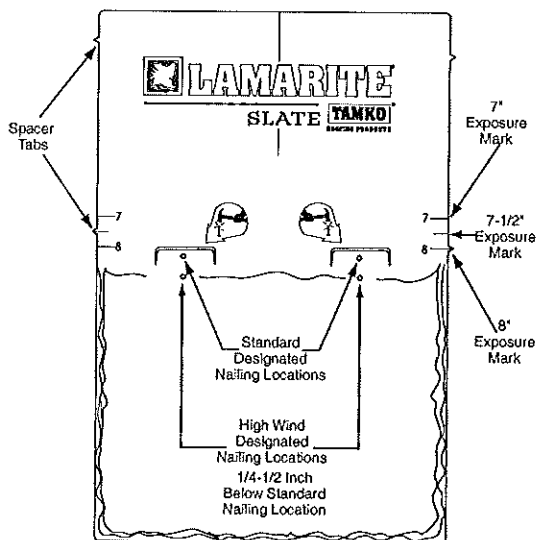 LAMARITE®
SLATE TAMKO
ROOFING PRODUCTS
Spacer
Tabs
7"
Exposure
Mark
7
7
7-1/2"
Exposure
Mark
8
8
8"
Exposure
Mark
Standard
Designated
Nailing Locations
High Wind
Designated
Nailing Locations
1/4-1/2 Inch
Below Standard
Nailing Location